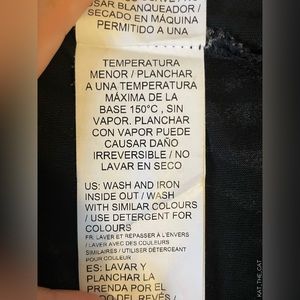 USAR BLANQUEADOR /
SECADO EN MÁQUINA
PERMITIDO A UNA
TEMPERATURA
MENOR / PLANCHAR
A UNA TEMPERATURA
MÁXIMA DE LA
BASE 150°C , SIN
VAPOR. PLANCHAR
CON VAPOR PUEDE
CAUSAR DAÑO
IRREVERSIBLE / NO
LAVAR EN SECO
US: WASH AND IRON
INSIDE OUT / WASH
WITH SIMILAR COLOURS
/ USE DETERGENT FOR
COLOURS
FR: LAVER ET REPASSER À L'ENVERS
/ LAVER AVEC DES COULEURS
SIMILAIRES / UTILISER DÉTERGENT
POUR COULEUR
ES: LAVAR Y
PLANCHAR LA
PRENDA POR EL
LADO DEL REVÉS /
KAT_THE_CAT